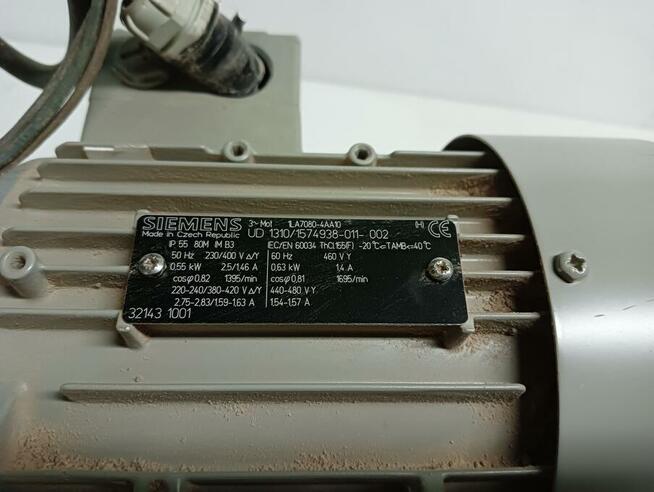 SIEMENS 3~Mot 1LA7080-4AA10 H CE
Made in Czech Republic UD 1310/1574938-011- 002
IP 55 80M IM B3 IEC/EN 60034 ThCl.155(F) -20°C<=TAMB<=40°C
50 Hz 230/400 V Δ/Y 60 Hz 460 V Y
0,55 kW 2.5/1.46 A 0,63 kW 1.4 A
cosφ 0,82 1395/min cosφ 0,81 1695/min
220-240/380-420 V Δ/Y 440-480 V Y
2.75-2.83/1.59-1.63 A 1.54-1.57 A
32143 1001